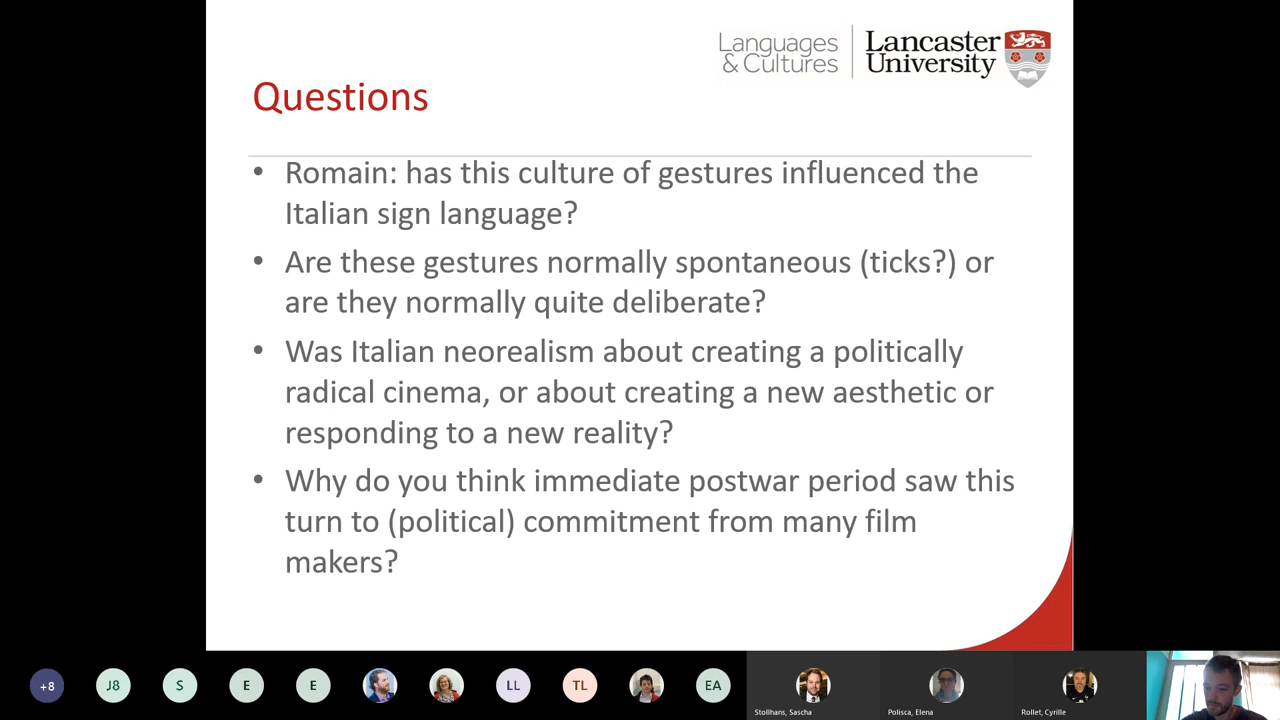 Languages
& Cultures
Lancaster
University
Questions
• Romain: has this culture of gestures influenced the
Italian sign language?
• Are these gestures normally spontaneous (ticks?) or
are they normally quite deliberate?
• Was Italian neorealism about creating a politically
radical cinema, or about creating a new aesthetic or
responding to a new reality?
• Why do you think immediate postwar period saw this
turn to (political) commitment from many film
makers?
+8
J8
S
E
E
LL
TL
EA
Stollhans, Sascha
Polisca, Elena
Rollet, Cyrille